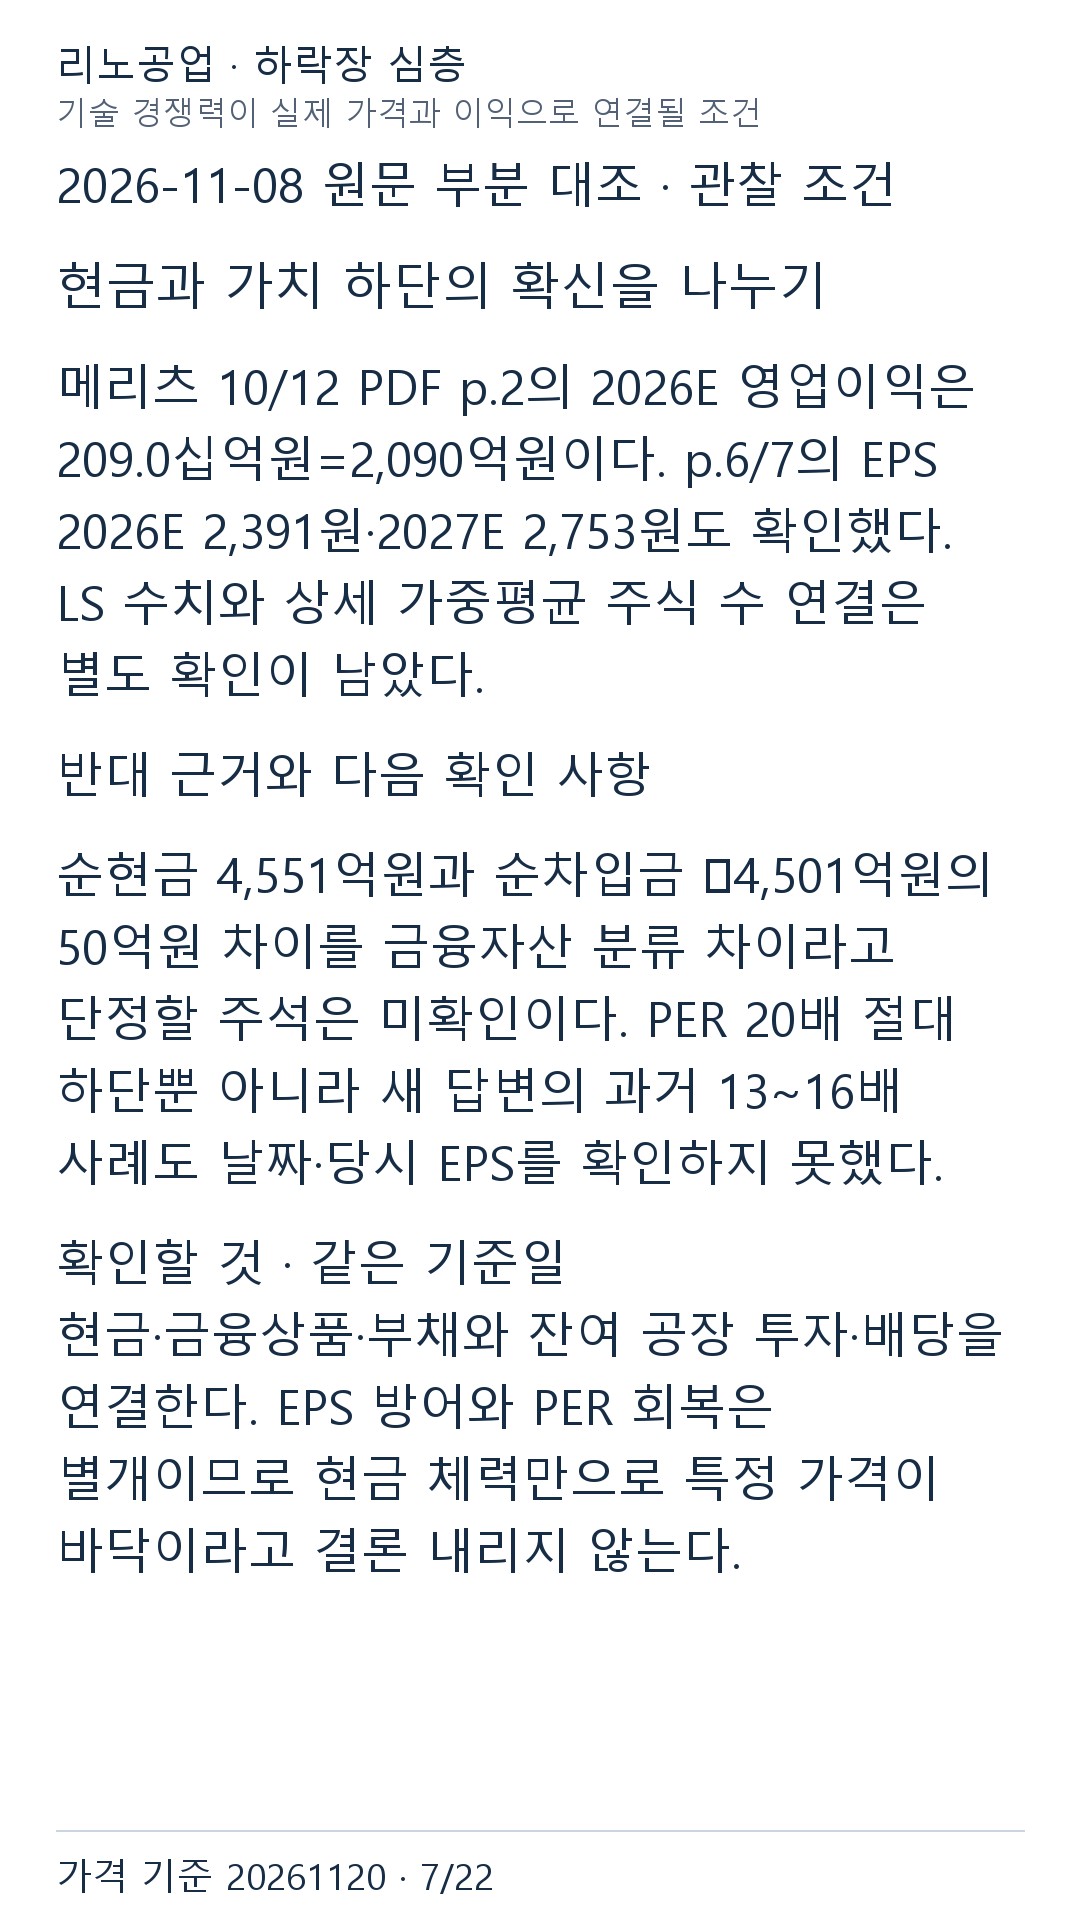 리노공업 · 하락장 심층
기술 경쟁력이 실제 가격과 이익으로 연결될 조건
2026-11-08 원문 부분 대조 · 관찰 조건
현금과 가치 하단의 확신을 나누기
메리츠 10/12 PDF p.2의 2026E 영업이익은
209.0십억원=2,090억원이다. p.6/7의 EPS
2026E 2,391원·2027E 2,753원도 확인했다.
LS 수치와 상세 가중평균 주식 수 연결은
별도 확인이 남았다.
반대 근거와 다음 확인 사항
순현금 4,551억원과 순차입금 □4,501억원의
50억원 차이를 금융자산 분류 차이라고
단정할 주석은 미확인이다. PER 20배 절대
하단뿐 아니라 새 답변의 과거 13~16배
사례도 날짜·당시 EPS를 확인하지 못했다.
확인할 것 · 같은 기준일
현금·금융상품·부채와 잔여 공장 투자·배당을
연결한다. EPS 방어와 PER 회복은
별개이므로 현금 체력만으로 특정 가격이
바닥이라고 결론 내리지 않는다.
가격 기준 20261120 · 7/22